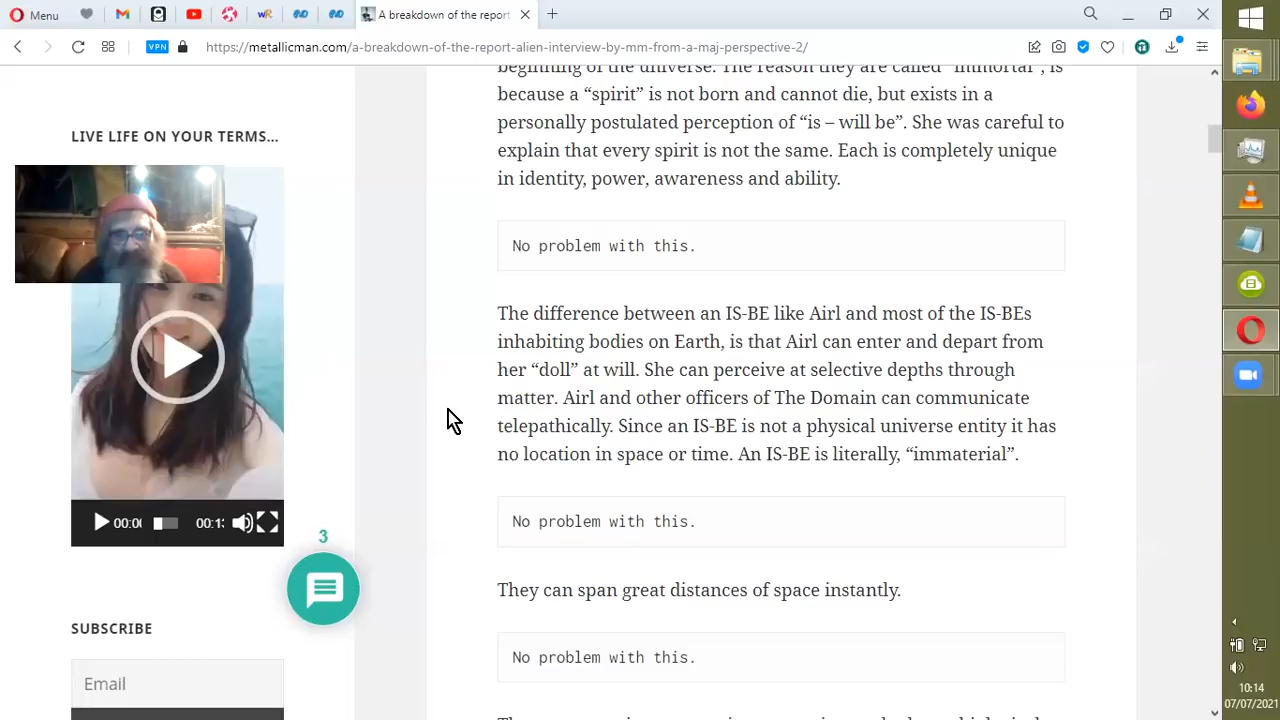 Menu
A breakdown of the report
VPN
https://metallicman.com/a-breakdown-of-the-report-alien-interview-by-mm-from-a-maj-perspective-2/
LIVE LIFE ON YOUR TERMS...
00:00
00:1
3
SUBSCRIBE
Email
beginning of the universe. The reason they are called "immortal", is
because a “spirit” is not born and cannot die, but exists in a
personally postulated perception of “is – will be”. She was careful to
explain that every spirit is not the same. Each is completely unique
in identity, power, awareness and ability.
No problem with this.
The difference between an IS-BE like Airl and most of the IS-BEs
inhabiting bodies on Earth, is that Airl can enter and depart from
her “doll” at will. She can perceive at selective depths through
matter. Airl and other officers of The Domain can communicate
telepathically. Since an IS-BE is not a physical universe entity it has
no location in space or time. An IS-BE is literally, “immaterial”.
No problem with this.
They can span great distances of space instantly.
No problem with this.
10:14
07/07/2021